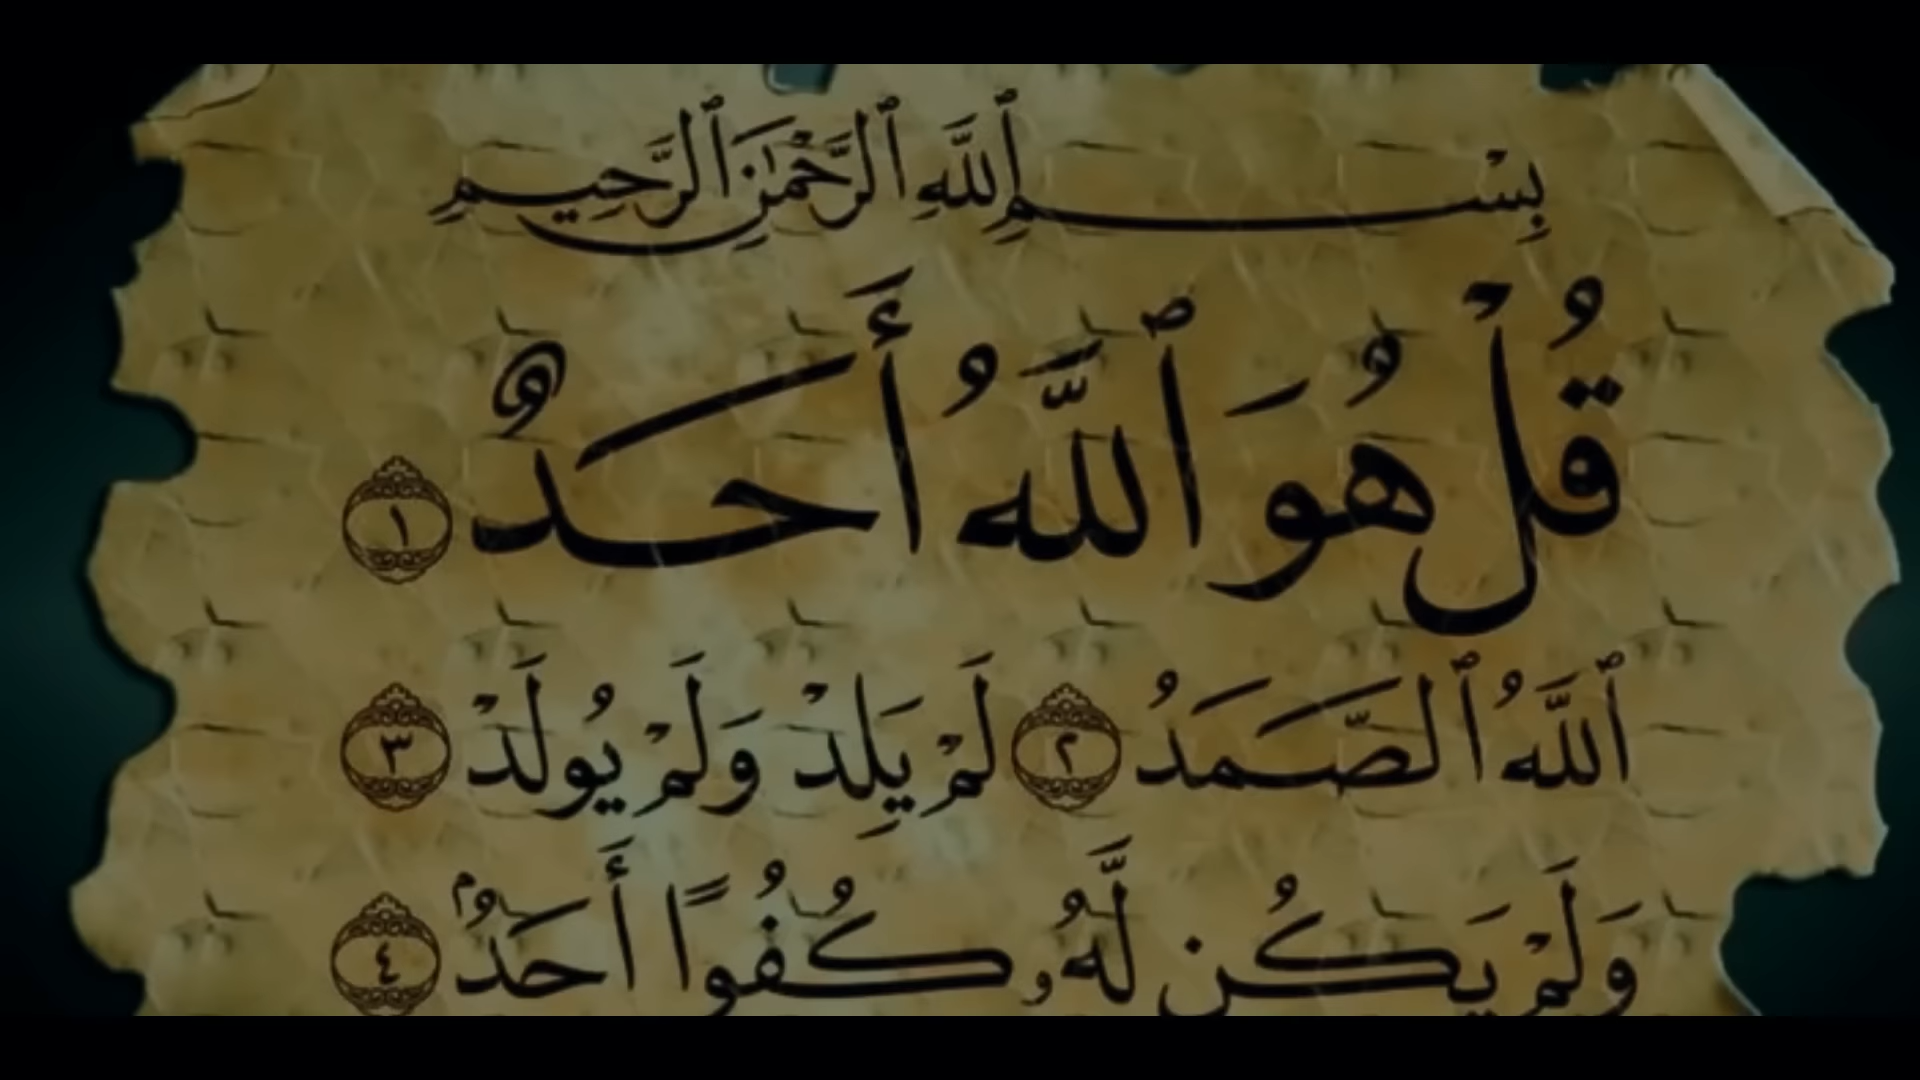 بِسْمِ ٱللَّهِ ٱلرَّحْمَٰنِ ٱلرَّحِيمِ
قُلْ هُوَ ٱللَّهُ أَحَدٌ ١
ٱللَّهُ ٱلصَّمَدُ ٢ لَمْ يَلِدْ وَلَمْ يُولَدْ ٣
وَلَمْ يَكُن لَّهُۥ كُفُوًا أَحَدٌۢ ٤